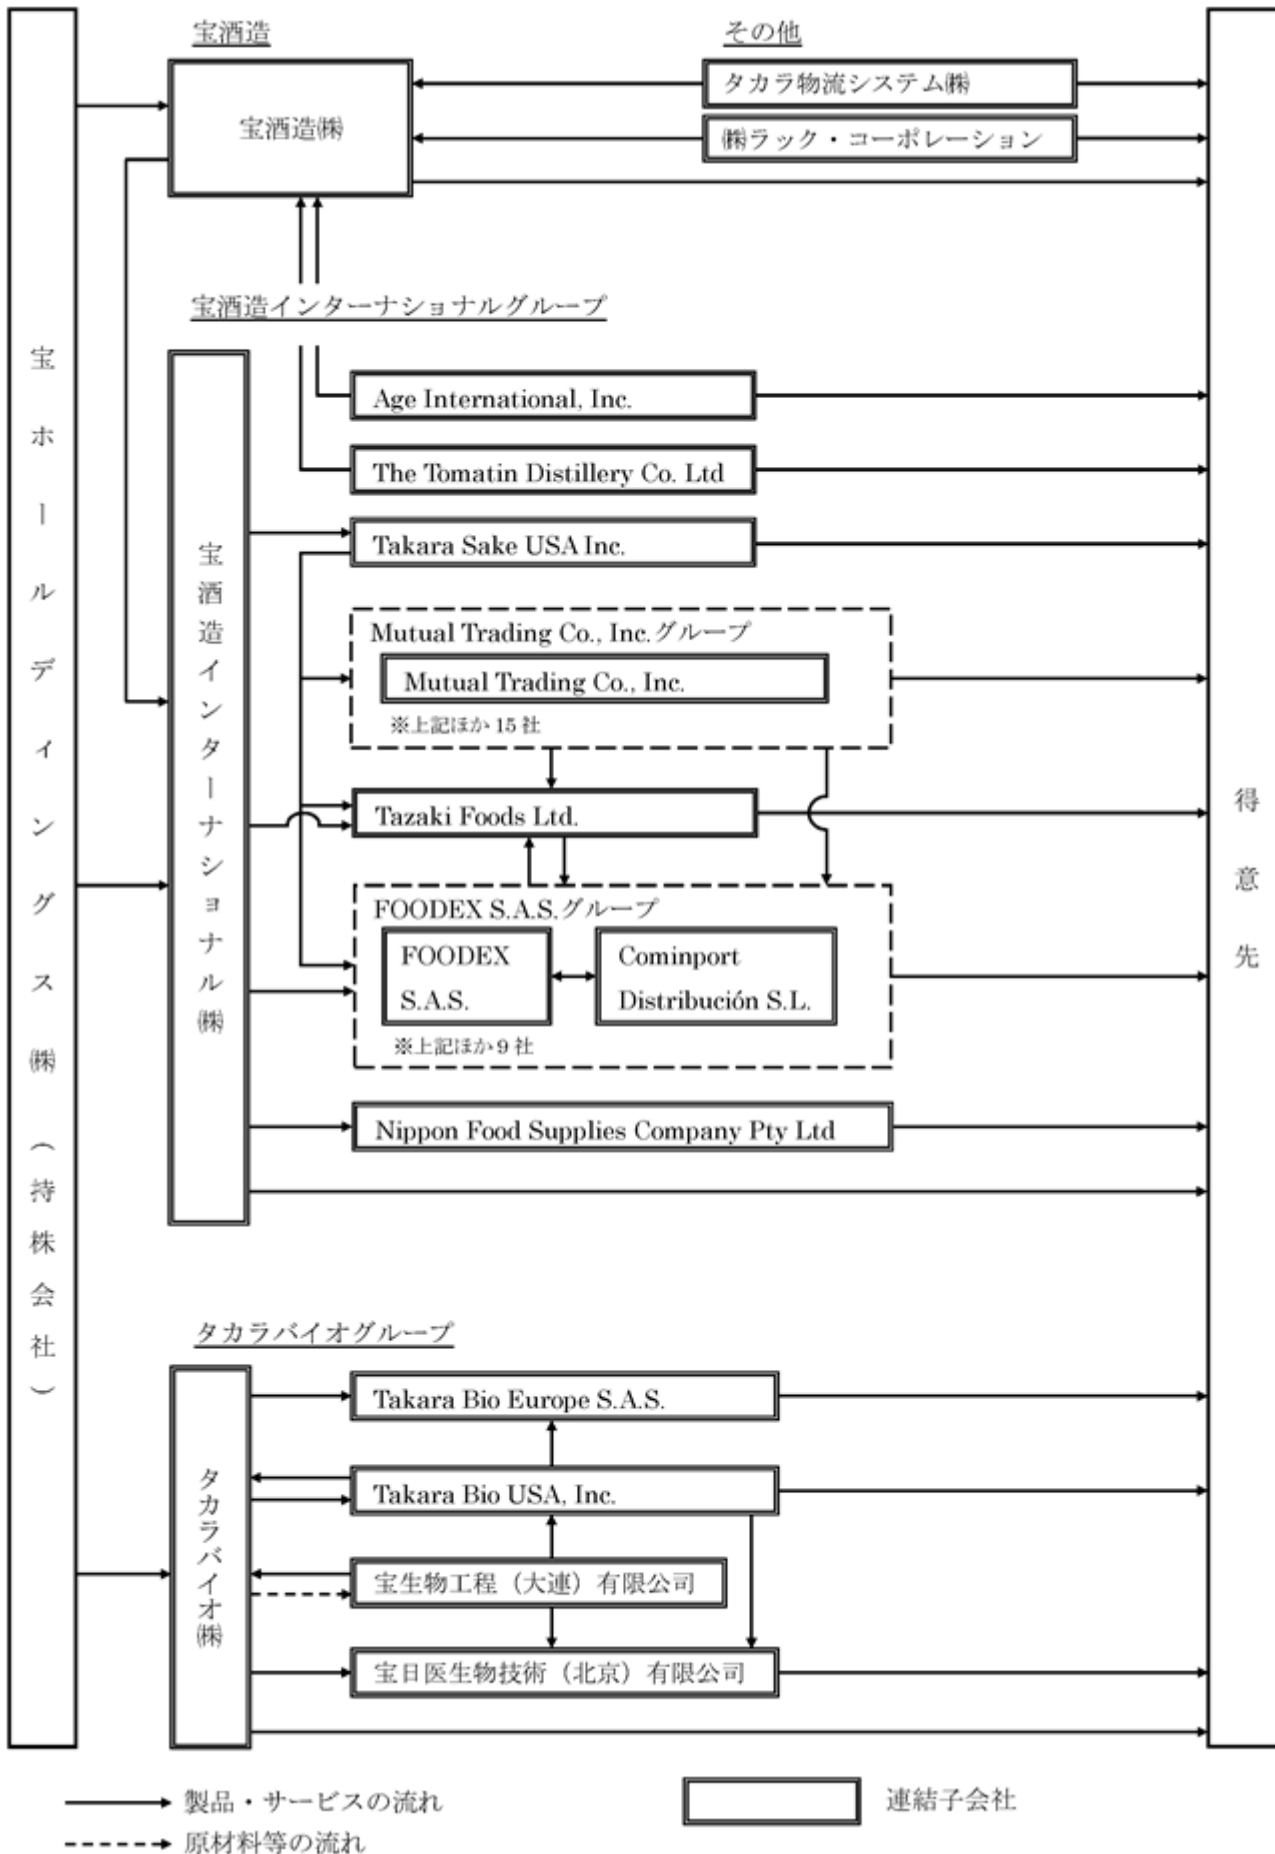 宝酒造
その他
宝酒造㈱
タカラ物流システム㈱
㈱ラック・コーポレーション
宝ホールディングス㈱（持株会社）
得意先
宝酒造インターナショナルグループ
宝酒造インターナショナル㈱
Age International, Inc.
The Tomatin Distillery Co. Ltd
Takara Sake USA Inc.
Mutual Trading Co., Inc.グループ
Mutual Trading Co., Inc.
※上記ほか 15 社
Tazaki Foods Ltd.
FOODEX S.A.S.グループ
FOODEX
S.A.S.
Cominport
Distribución S.L.
※上記ほか 9 社
Nippon Food Supplies Company Pty Ltd
タカラバイオグループ
タカラバイオ㈱
Takara Bio Europe S.A.S.
Takara Bio USA, Inc.
宝生物工程（大連）有限公司
宝日医生物技術（北京）有限公司
製品・サービスの流れ
連結子会社
原材料等の流れ